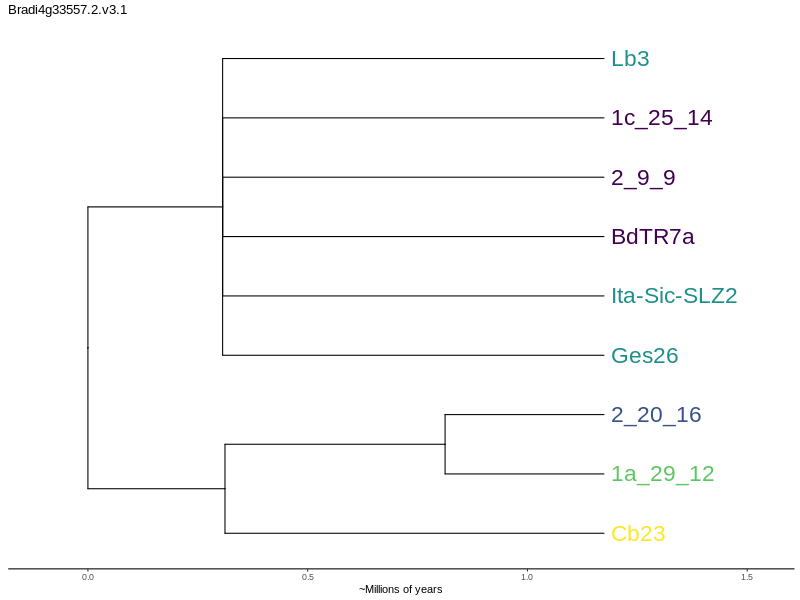 Bradi4g33557.2.v3.1
Lb3
1c_25_14
2_9_9
BdTR7a
Ita-Sic-SLZ2
Ges26
2_20_16
1a_29_12
Cb23
0.0 0.5 1.0 1.5
~Millions of years